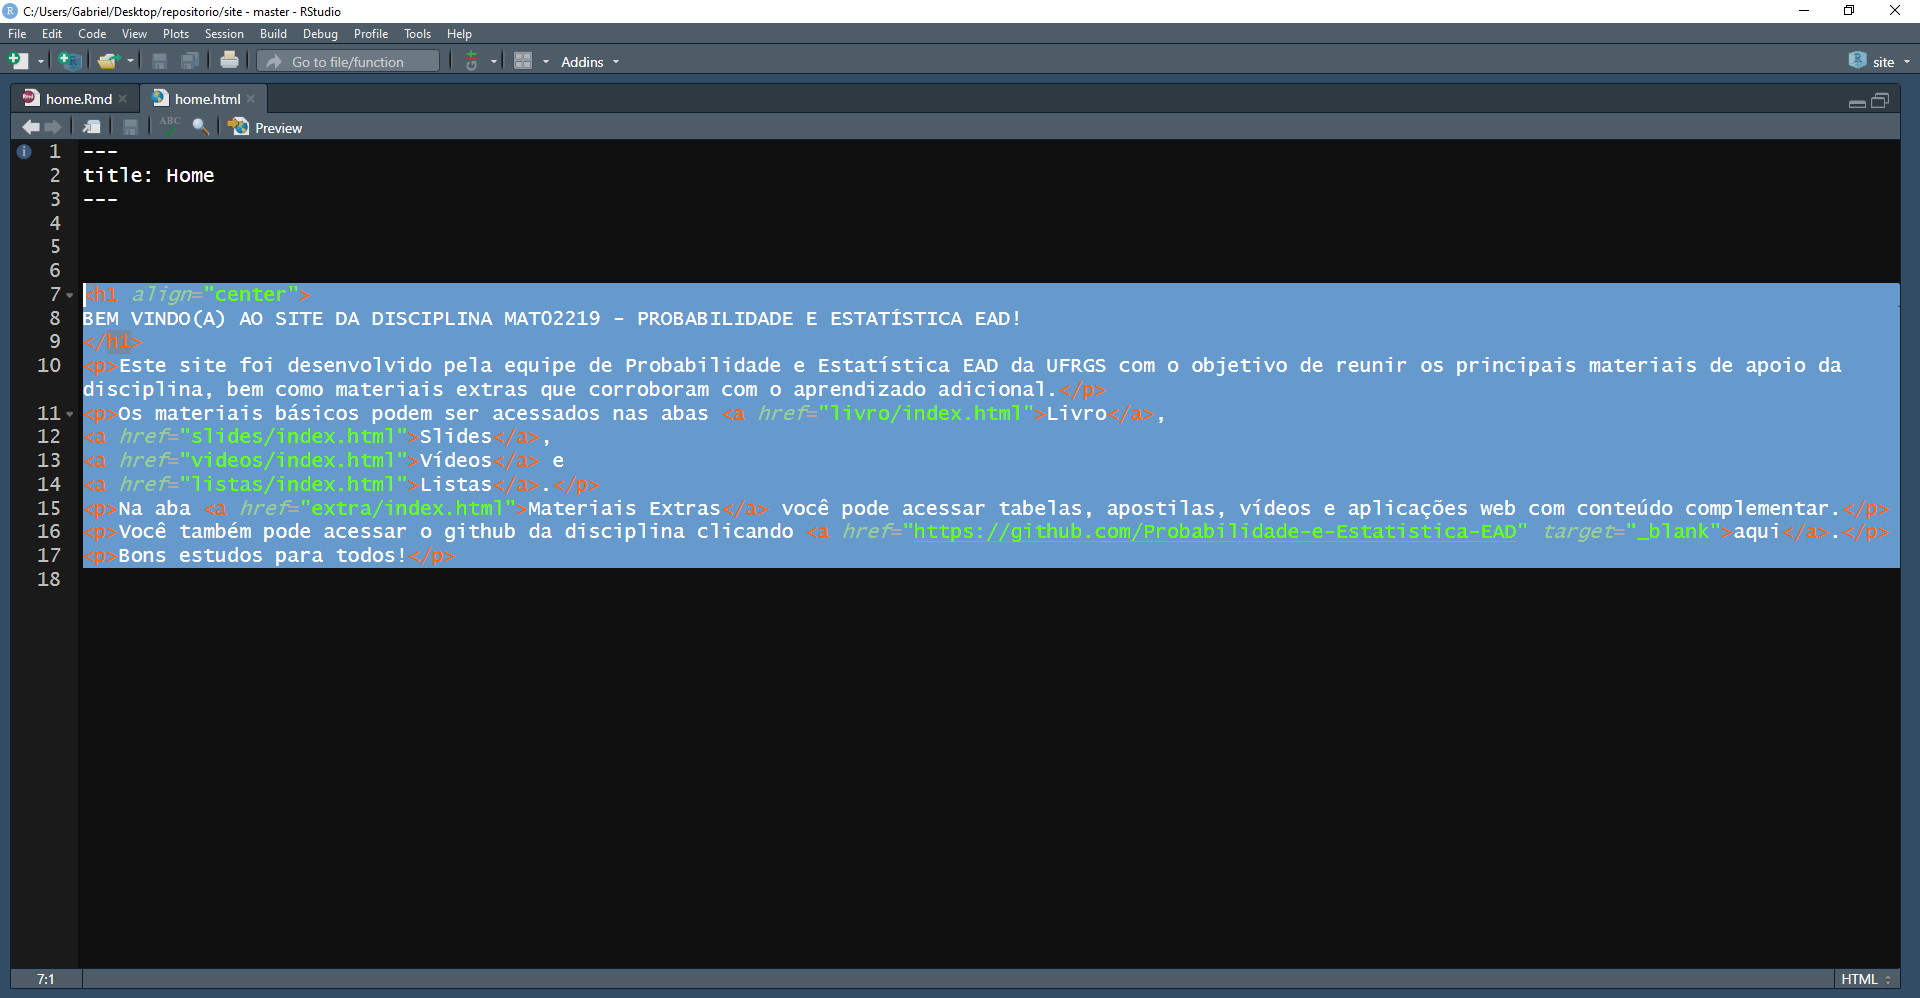 C:/Users/Gabriel/Desktop/repositorio/site - master - RStudio
File Edit Code View Plots Session Build Debug Profile Tools Help
Go to file/function Addins site
home.Rmd home.html
ABC Preview
1 ---
2 title: Home
3 ---
4
5
6
7 <h1 align="center">
8 BEM VINDO(A) AO SITE DA DISCIPLINA MAT02219 - PROBABILIDADE E ESTATÍSTICA EAD!
9 </h1>
10 <p>Este site foi desenvolvido pela equipe de Probabilidade e Estatística EAD da UFRGS com o objetivo de reunir os principais materiais de apoio da
disciplina, bem como materiais extras que corroboram com o aprendizado adicional.</p>
11 <p>Os materiais básicos podem ser acessados nas abas <a href="livro/index.html">Livro</a>,
12 <a href="slides/index.html">Slides</a>,
13 <a href="videos/index.html">Vídeos</a> e
14 <a href="listas/index.html">Listas</a>.</p>
15 <p>Na aba <a href="extra/index.html">Materiais Extras</a> você pode acessar tabelas, apostilas, vídeos e aplicações web com conteúdo complementar.</p>
16 <p>Você também pode acessar o github da disciplina clicando <a href="https://github.com/Probabilidade-e-Estatistica-EAD" target="_blank">aqui</a>.</p>
17 <p>Bons estudos para todos!</p>
18
7:1 HTML